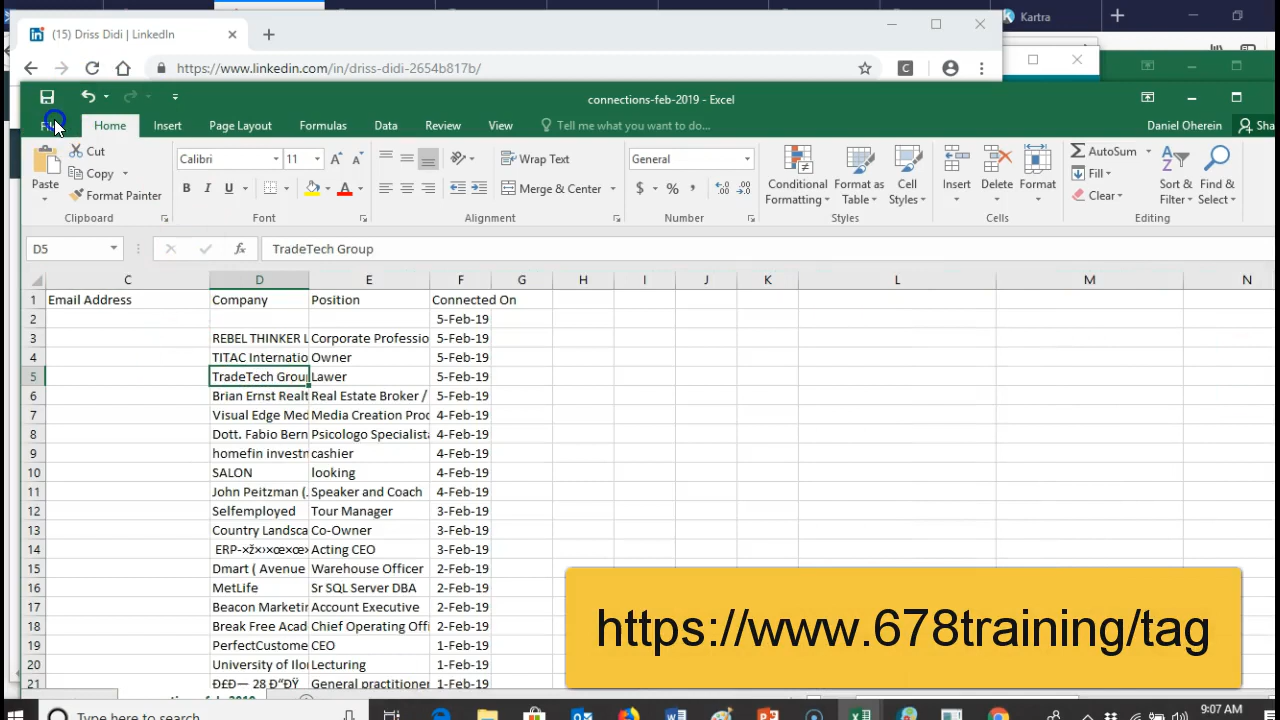 Kartra
(15) Driss Didi | LinkedIn
https://www.linkedin.com/in/driss-didi-2654b817b/
C
connections-feb-2019 - Excel
Home Insert Page Layout Formulas Data Review View Tell me what you want to do... Daniel Oherein Sha
Cut
Copy
Format Painter
Paste
Clipboard
Calibri 11
B I U
Font
Wrap Text
Merge & Center
Alignment
General
$ % ,
Number
Conditional Formatting
Format as Table
Cell Styles
Styles
Insert Delete Format
Cells
AutoSum
Fill
Clear
Sort & Filter
Find & Select
Editing
D5 fx TradeTech Group
C D E F G H I J K L M N
1 Email Address Company Position Connected On
2 5-Feb-19
3 REBEL THINKER L Corporate Professio 5-Feb-19
4 TITAC Internatio Owner 5-Feb-19
5 TradeTech Grou Lawer 5-Feb-19
6 Brian Ernst Realt Real Estate Broker / 5-Feb-19
7 Visual Edge Med Media Creation Proc 4-Feb-19
8 Dott. Fabio Bern Psicologo Specialista 4-Feb-19
9 homefin investn cashier 4-Feb-19
10 SALON looking 4-Feb-19
11 John Peitzman (. Speaker and Coach 4-Feb-19
12 Selfemployed Tour Manager 3-Feb-19
13 Country Landsca Co-Owner 3-Feb-19
14 ERP-×ž×›×œ×œ× Acting CEO 3-Feb-19
15 Dmart ( Avenue Warehouse Officer 2-Feb-19
16 MetLife Sr SQL Server DBA 2-Feb-19
17 Beacon Marketin Account Executive 2-Feb-19
18 Break Free Acad Chief Operating Offi 2-Feb-19
19 PerfectCustome CEO 1-Feb-19
20 University of Ilor Lecturing 1-Feb-19
21 General practitioner 1-Feb-19
https://www.678training/tag
Type here to search
9:07 AM